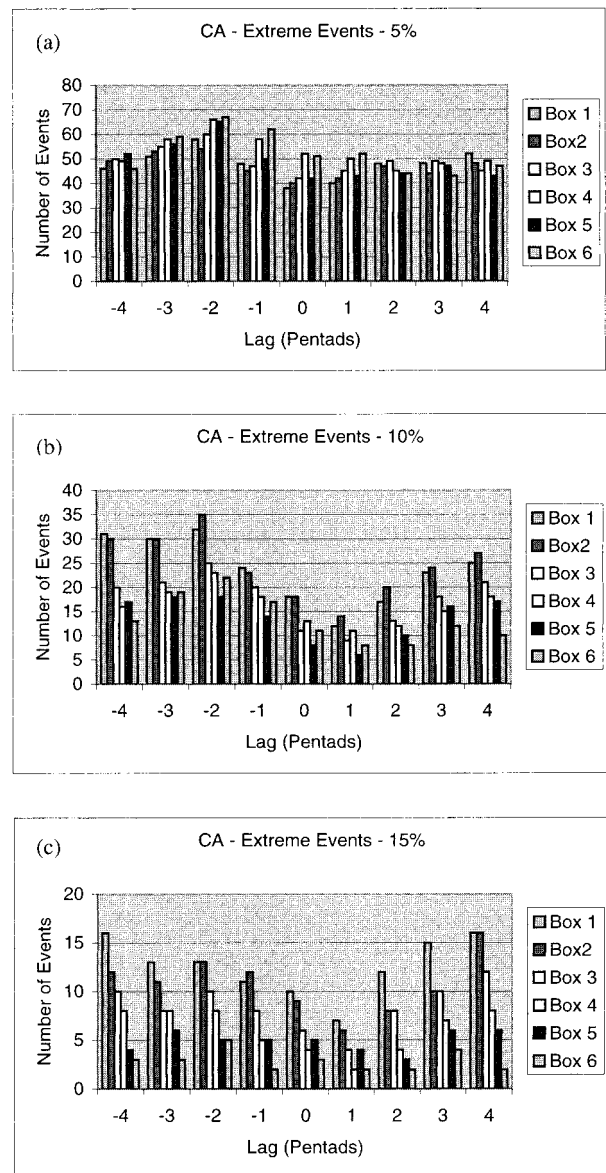 (a)
CA - Extreme Events - 5%
Number of Events
80
70
60
50
40
30
20
10
0
-4 -3 -2 -1 0 1 2 3 4
Lag (Pentads)
Box 1
Box2
Box 3
Box 4
Box 5
Box 6
(b)
CA - Extreme Events - 10%
Number of Events
40
35
30
25
20
15
10
5
0
-4 -3 -2 -1 0 1 2 3 4
Lag (Pentads)
Box 1
Box2
Box 3
Box 4
Box 5
Box 6
(c)
CA - Extreme Events - 15%
Number of Events
20
15
10
5
0
-4 -3 -2 -1 0 1 2 3 4
Lag (Pentads)
Box 1
Box2
Box 3
Box 4
Box 5
Box 6